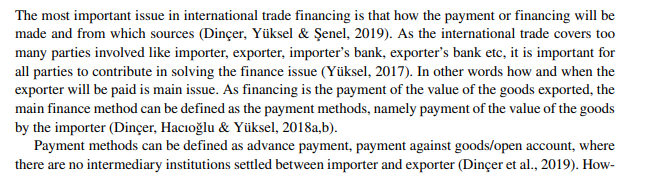 The most important issue in international trade financing is that how the payment or financing will be
made and from which sources (Dinçer, Yüksel & Şenel, 2019). As the international trade covers too
many parties involved like importer, exporter, importer's bank, exporter's bank etc, it is important for
all parties to contribute in solving the finance issue (Yüksel, 2017). In other words how and when the
exporter will be paid is main issue. As financing is the payment of the value of the goods exported, the
main finance method can be defined as the payment methods, namely payment of the value of the goods
by the importer (Dinçer, Hacıoğlu & Yüksel, 2018a,b).
Payment methods can be defined as advance payment, payment against goods/open account, where
there are no intermediary institutions settled between importer and exporter (Dinçer et al., 2019). How-